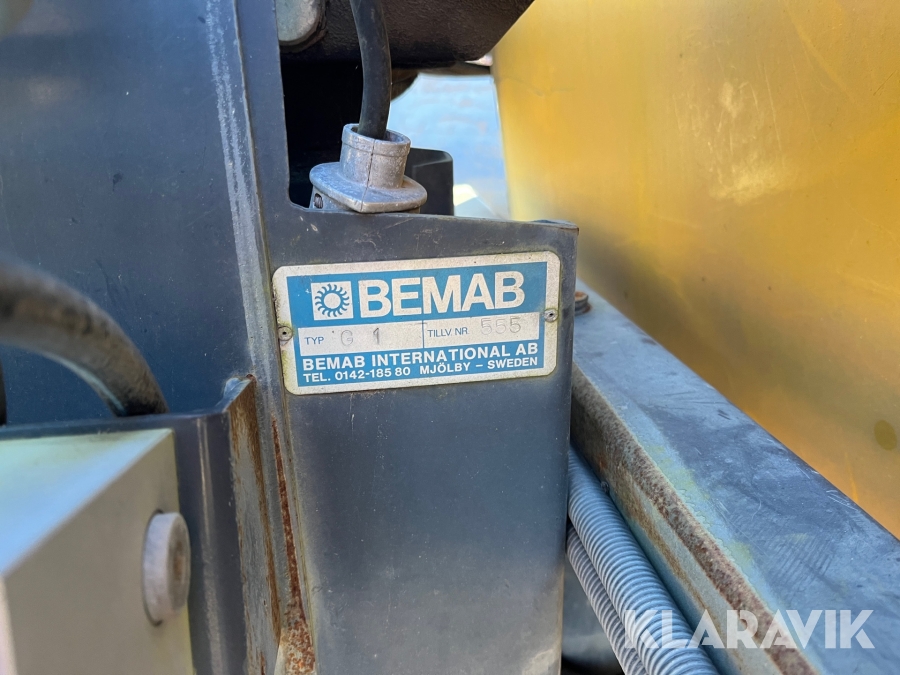 BEMAB
TYP G 1 TILLV. NR. 555
BEMAB INTERNATIONAL AB
TEL. 0142-185 80 MJÖLBY – SWEDEN
KLARAVIK